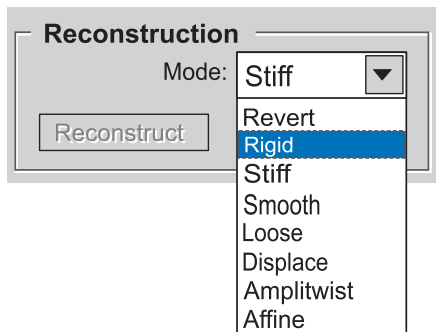 Reconstruction
Mode: Stiff
Reconstruct
Revert
Rigid
Stiff
Smooth
Loose
Displace
Amplitwist
Affine